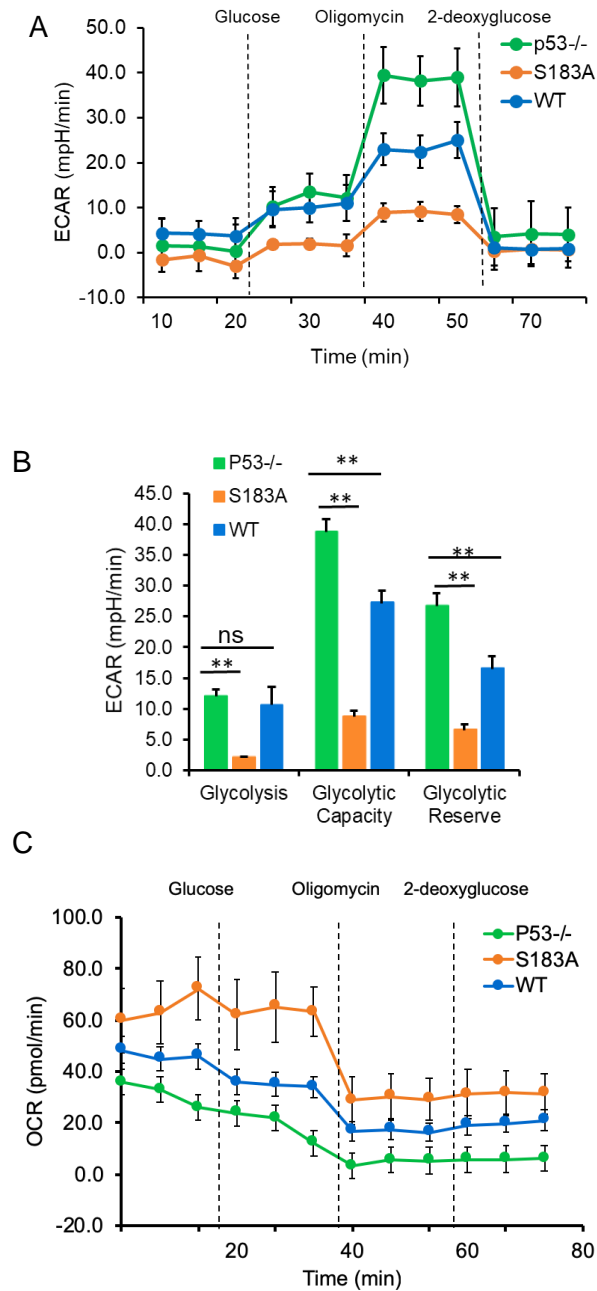 A
Glucose Oligomycin 2-deoxyglucose
50.0
40.0
30.0
20.0
10.0
0.0
-10.0
ECAR (mpH/min)
p53-/-
S183A
WT
10 20 30 40 50 70
Time (min)
B
P53-/-
S183A
WT
45.0
40.0
35.0
30.0
25.0
20.0
15.0
10.0
5.0
0.0
ECAR (mpH/min)
ns
**
**
**
**
**
Glycolysis Glycolytic Capacity Glycolytic Reserve
C
Glucose Oligomycin 2-deoxyglucose
100.0
80.0
60.0
40.0
20.0
0.0
-20.0
OCR (pmol/min)
P53-/-
S183A
WT
20 40 60 80
Time (min)